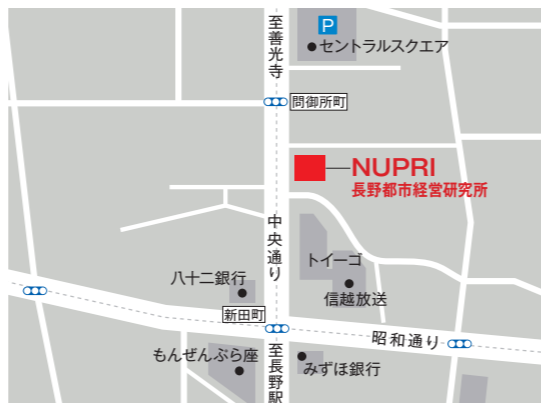 至善光寺
P
セントラルスクエア
問御所町
NUPRI
長野都市経営研究所
中央通り
トイーゴ
八十二銀行
信越放送
新田町
昭和通り
もんぜんぷら座
至長野駅
みずほ銀行